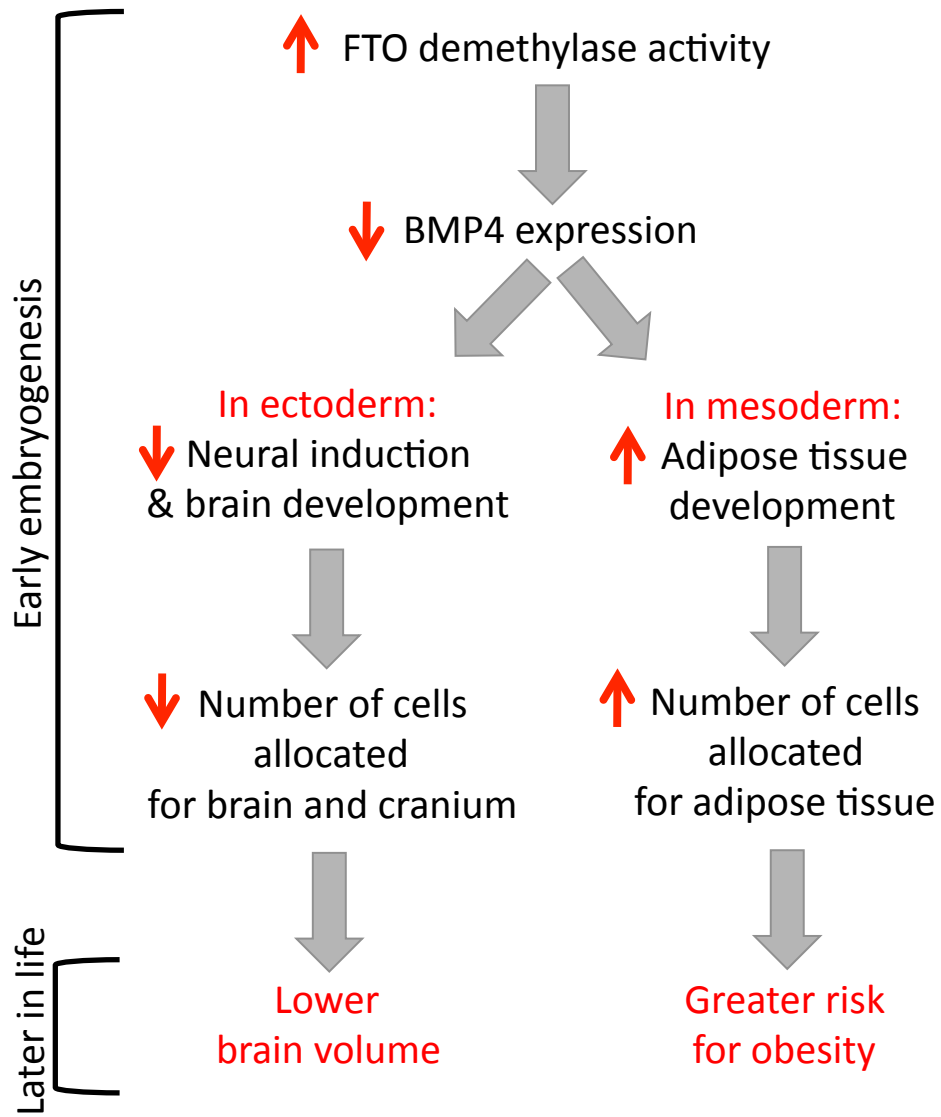 FTO demethylase activity
BMP4 expression
Early embryogenesis
In ectoderm:
Neural induction
& brain development
In mesoderm:
Adipose tissue
development
Number of cells
allocated
for brain and cranium
Number of cells
allocated
for adipose tissue
Later in life
Lower
brain volume
Greater risk
for obesity